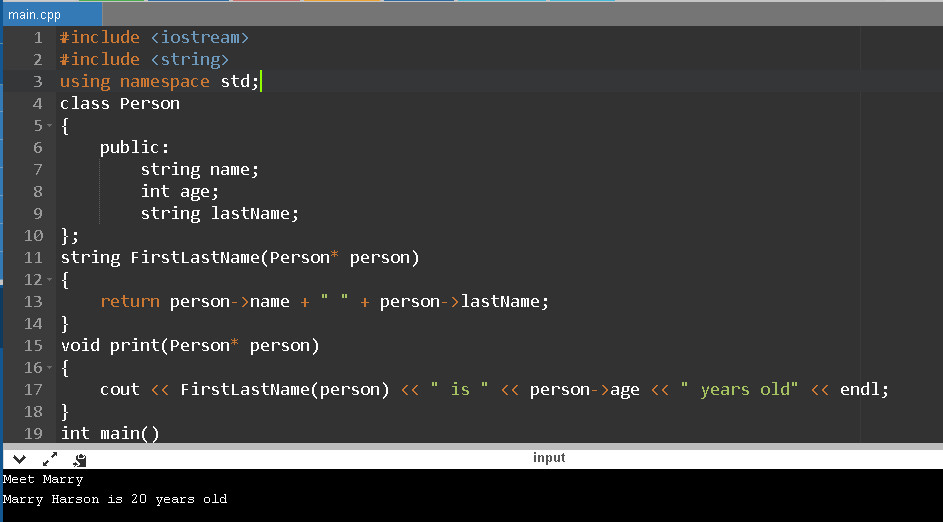 main.cpp
1 #include <iostream>
2 #include <string>
3 using namespace std;
4 class Person
5 {
6 public:
7 string name;
8 int age;
9 string lastName;
10 };
11 string FirstLastName(Person* person)
12 {
13 return person->name + " " + person->lastName;
14 }
15 void print(Person* person)
16 {
17 cout << FirstLastName(person) << " is " << person->age << " years old" << endl;
18 }
19 int main()
input
Meet Marry
Marry Harson is 20 years old